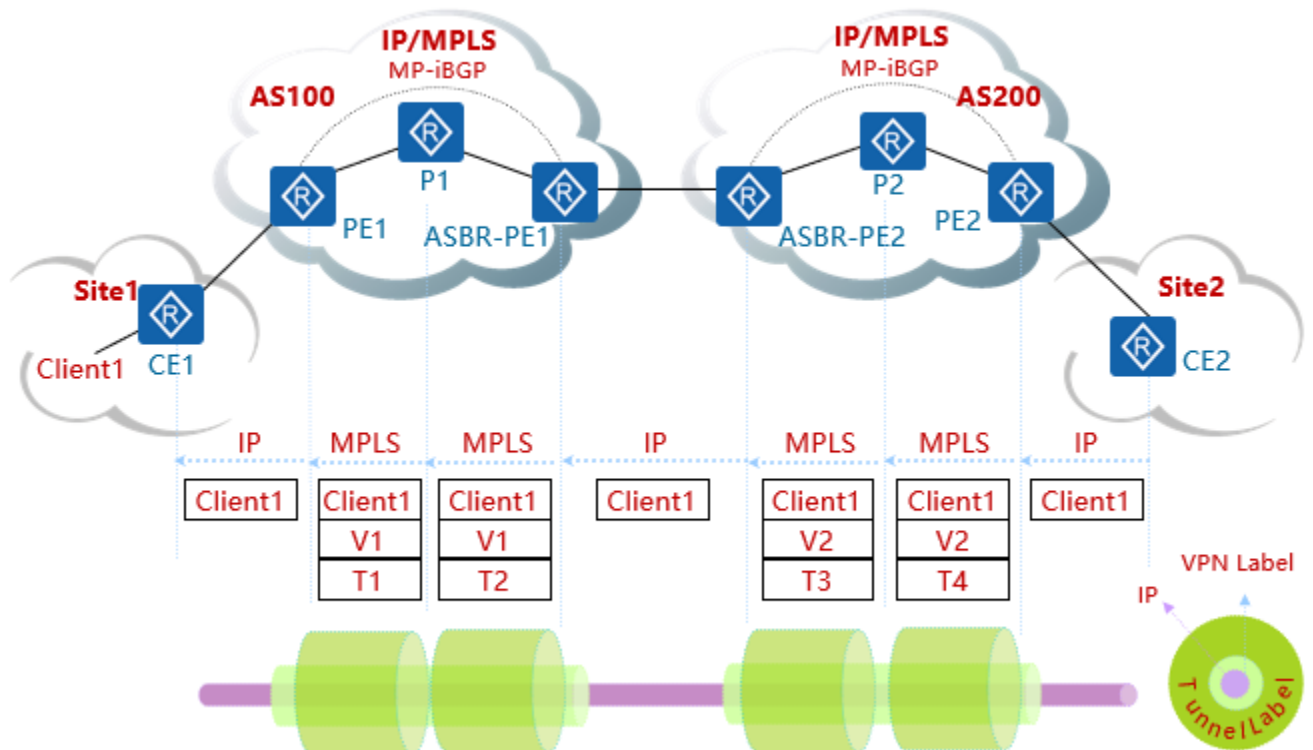 IP/MPLS
MP-iBGP
AS100
P1
PE1
ASBR-PE1
IP/MPLS
MP-iBGP
AS200
P2
PE2
ASBR-PE2
Site1
Client1
CE1
Site2
CE2
IP
MPLS
MPLS
IP
MPLS
MPLS
IP
Client1
Client1
V1
T1
Client1
V1
T2
Client1
Client1
V2
T3
Client1
V2
T4
Client1
VPN Label
IP
Tunnel Label
R
R
R
R
R
R
R
R